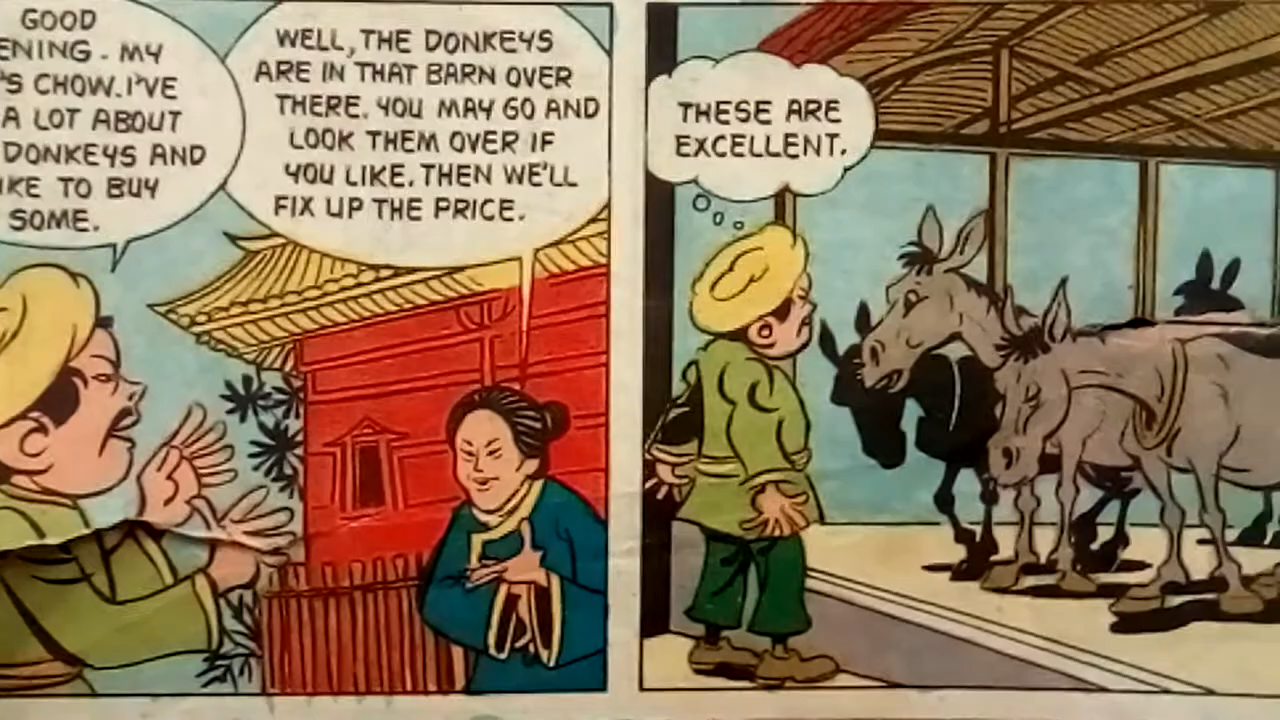 GOOD
ENING. MY
'S CHOW. I'VE
A LOT ABOUT
DONKEYS AND
IKE TO BUY
SOME.
WELL, THE DONKEYS
ARE IN THAT BARN OVER
THERE. YOU MAY GO AND
LOOK THEM OVER IF
YOU LIKE. THEN WE'LL
FIX UP THE PRICE.
THESE ARE
EXCELLENT.